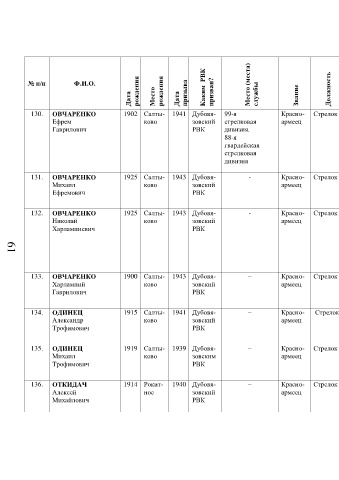 № п/п Ф.И.О. Дата рождения Место рождения Дата призыва Каким РВК призван? Место (места) службы Звание Должность
130. ОВЧАРЕНКО 1902 Салты- 1941 Дубовя- 99-я Красно- Стрелок
Ефрем ково зовский стрелковая армеец
Гаврилович РВК дивизия.
88-я
гвардейская
стрелковая
дивизия
131. ОВЧАРЕНКО 1925 Салты- 1943 Дубовя- - Красно- Стрелок
Михаил ково зовский армеец
Ефремович РВК
132. ОВЧАРЕНКО 1925 Салты- 1943 Дубовя- - Красно- Стрелок
Николай ково зовский армеец
Харлампиевич РВК
19
133. ОВЧАРЕНКО 1900 Салты- 1943 Дубовя- – Красно- Стрелок
Харлампий ково зовский армеец
Гаврилович РВК
134. ОДИНЕЦ 1915 Салты- 1941 Дубовя- – Красно- Стрелок
Александр ково зовский армеец
Трофимович РВК
135. ОДИНЕЦ 1919 Салты- 1939 Дубовя- – Красно- Стрелок
Михаил ково зовским армеец
Трофимович РВК
136. ОТКИДАЧ 1914 Рокит- 1940 Дубовя- – Красно- Стрелок
Алексей ное зовский армеец
Михайлович РВК